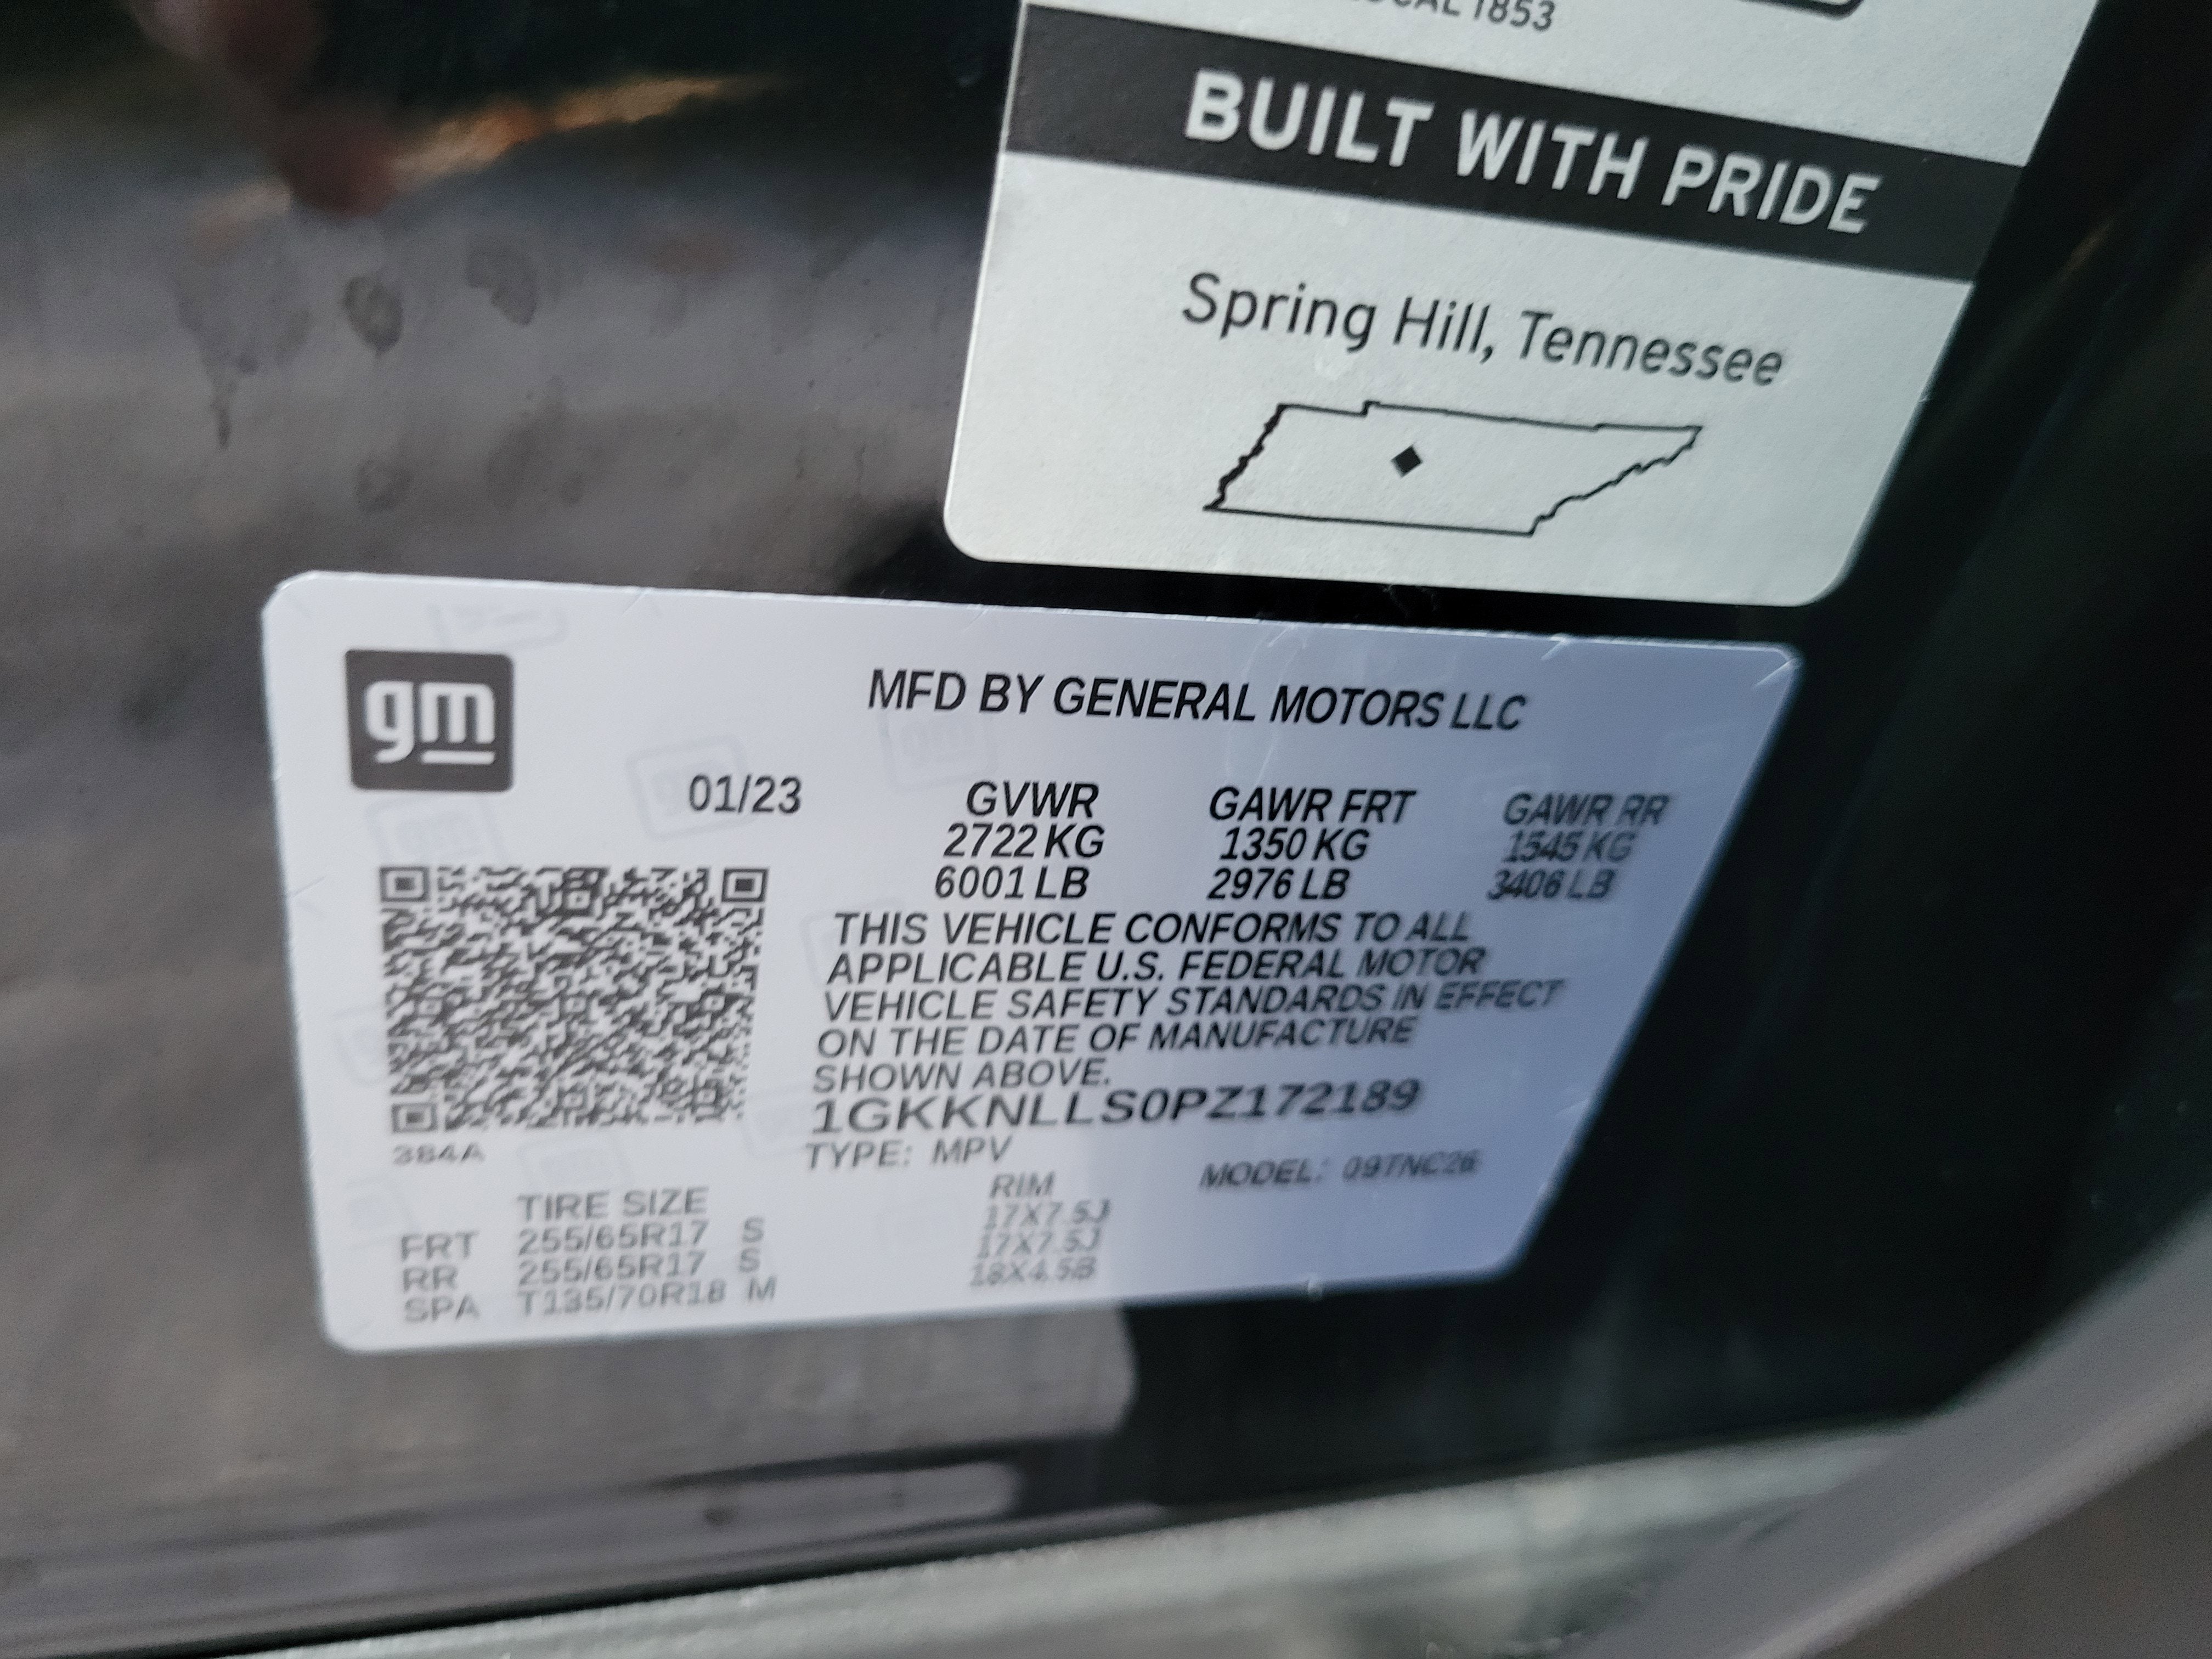 LOCAL 1853
BUILT WITH PRIDE
Spring Hill, Tennessee
gm
MFD BY GENERAL MOTORS LLC
01/23 GVWR GAWR FRT GAWR RR
2722 KG 1350 KG 1545 KG
6001 LB 2976 LB 3406 LB
THIS VEHICLE CONFORMS TO ALL
APPLICABLE U.S. FEDERAL MOTOR
VEHICLE SAFETY STANDARDS IN EFFECT
ON THE DATE OF MANUFACTURE
SHOWN ABOVE.
1GKKNLLS0PZ172189
384A
TYPE: MPV MODEL: 09TNC26
TIRE SIZE RIM
FRT 255/65R17 S 17X7.5J
RR 255/65R17 S 17X7.5J
SPA T135/70R18 M 18X4.5B